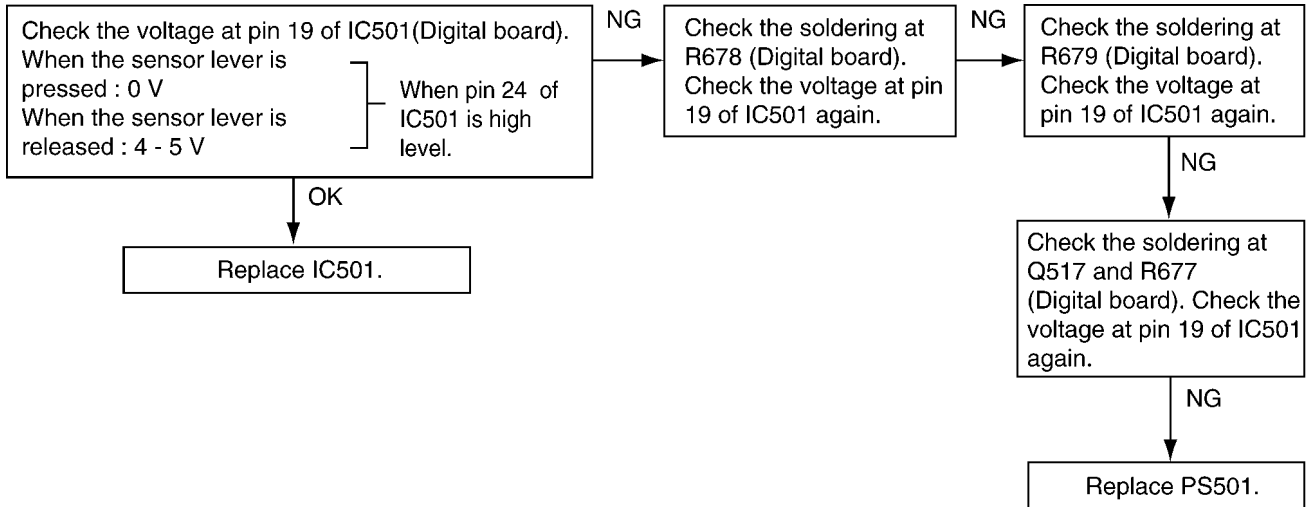 Check the voltage at pin 19 of IC501(Digital board).
When the sensor lever is
pressed : 0 V
When the sensor lever is
released : 4 - 5 V
When pin 24 of
IC501 is high
level.
NG
Check the soldering at
R678 (Digital board).
Check the voltage at pin
19 of IC501 again.
NG
Check the soldering at
R679 (Digital board).
Check the voltage at
pin 19 of IC501 again.
OK
Replace IC501.
NG
Check the soldering at
Q517 and R677
(Digital board). Check the
voltage at pin 19 of IC501
again.
NG
Replace PS501.